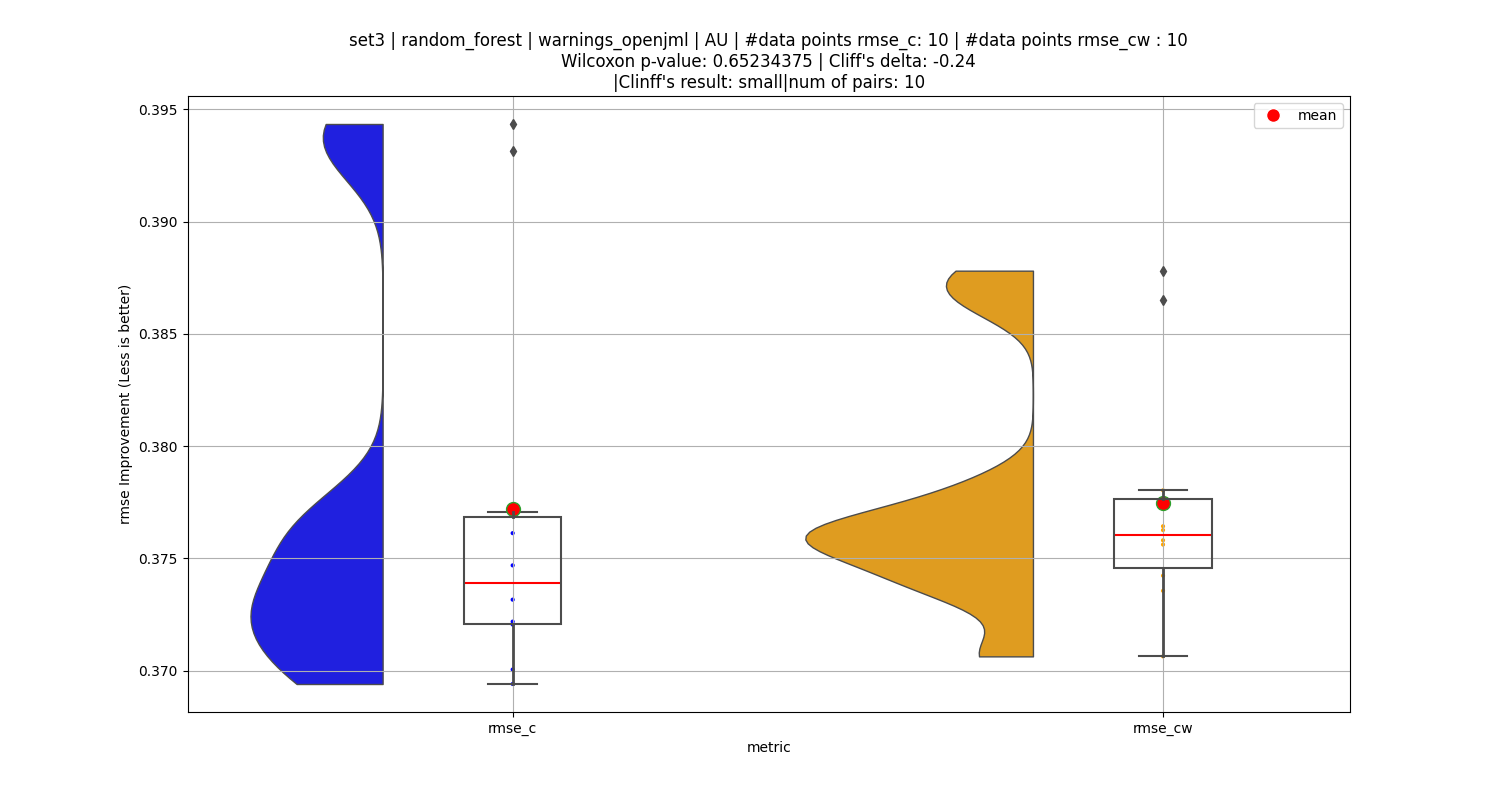 set3 | random_forest | warnings_openjml | AU | #data points rmse_c: 10 | #data points rmse_cw : 10
Wilcoxon p-value: 0.65234375 | Cliff's delta: -0.24
|Clinff's result: small|num of pairs: 10
mean
0.395
0.390
0.385
0.380
0.375
0.370
rmse Improvement (Less is better)
rmse_c
rmse_cw
metric